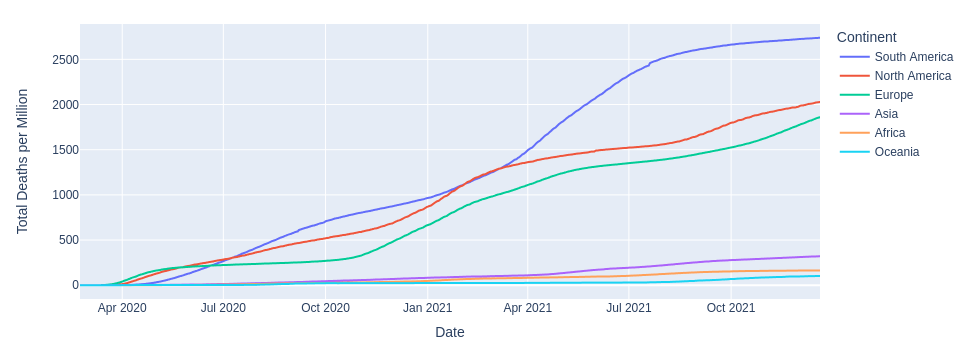 Total Deaths per Million
2500
2000
1500
1000
500
0
Apr 2020
Jul 2020
Oct 2020
Jan 2021
Apr 2021
Jul 2021
Oct 2021
Date
Continent
South America
North America
Europe
Asia
Africa
Oceania